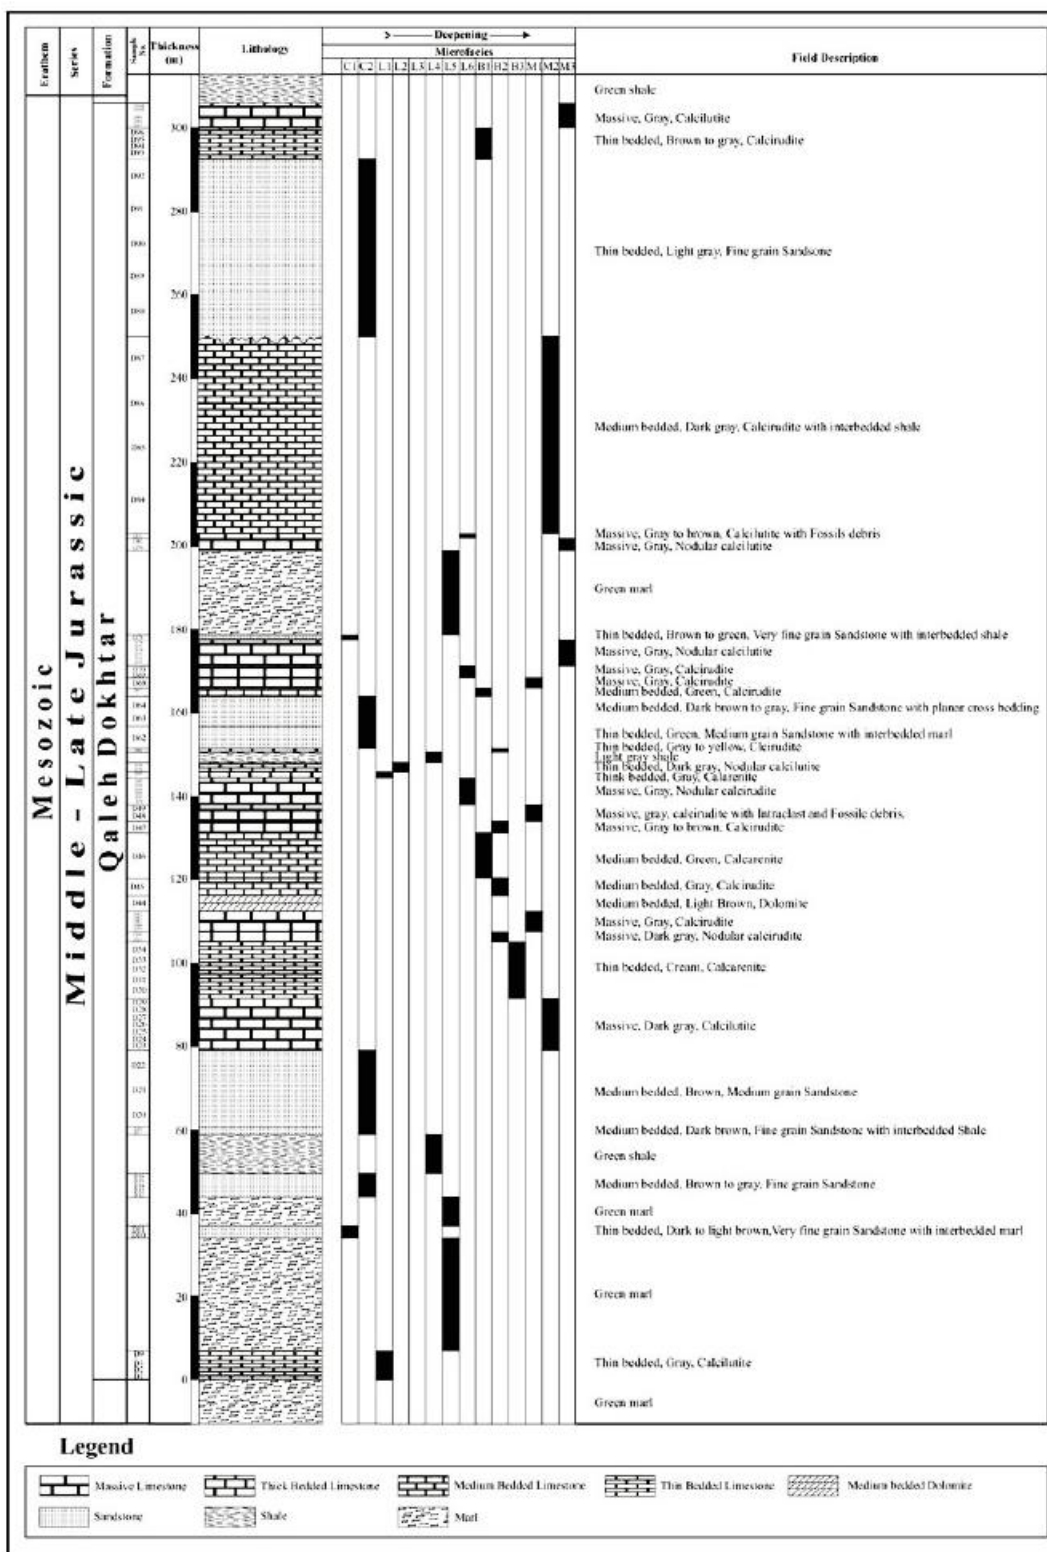 Erathem
Series
Formation
Sample No.
Thickness (m)
Lithology
Deepening
Microfacies
C1 C2 L1 L2 L3 L4 L5 L6 B1 B2 B3 M1 M2 M3
Field Description
Mesozoic
Middle - Late Jurassic
Qaleh Dokhtar
Green shale
Massive, Gray, Calcilutite
300
Thin bedded, Brown to gray, Calcirudite
280
Thin bedded, Light gray, Fine grain Sandsone
260
240
Medium bedded, Dark gray, Calcirudite with interbedded shale
220
Massive, Gray to brown, Calcilutite with Fossils debris
200
Massive, Gray, Nodular calcilutite
Green marl
180
Thin bedded, Brown to green, Very fine grain Sandstone with interbedded shale
Massive, Gray, Nodular calcilutite
Massive, Gray, Calcirudite
Massive, Gray, Calcirudite
Medium bedded, Green, Calcirudite
160
Medium bedded, Dark brown to gray, Fine grain Sandstone with planar cross bedding
Thin bedded, Green, Medium grain Sandstone with interbedded marl
Thin bedded, Gray to yellow, Clcirudite
Light gray shale
Thin bedded, Dark gray, Nodular calcilutite
Think bedded, Gray, Calarenite
140
Massive, Gray, Nodular calcirudite
Massive, gray, calcirudite with Intraclast and Fossile debris,
Massive, Gray to brown, Calcirudite
Medium bedded, Green, Calcarenite
120
Medium bedded, Gray, Calcirudite
Medium bedded, Light Brown, Dolomite
Massive, Gray, Calcirudite
Massive, Dark gray, Nodular calcirudite
100
Thin bedded, Cream, Calcarenite
Massive, Dark gray, Calcilutite
80
Medium bedded, Brown, Medium grain Sandstone
60
Medium bedded, Dark brown, Fine grain Sandstone with interbedded Shale
Green shale
Medium bedded, Brown to gray, Fine grain Sandstone
40
Green marl
Thin bedded, Dark to light brown,Very fine grain Sandstone with interbedded marl
20
Green marl
Thin bedded, Gray, Calcilutite
0
Green marl
Legend
Massive Limestone
Thick Bedded Limestone
Medium Bedded Limestone
Thin Bedded Limestone
Medium bedded Dolomite
Sandstone
Shale
Marl